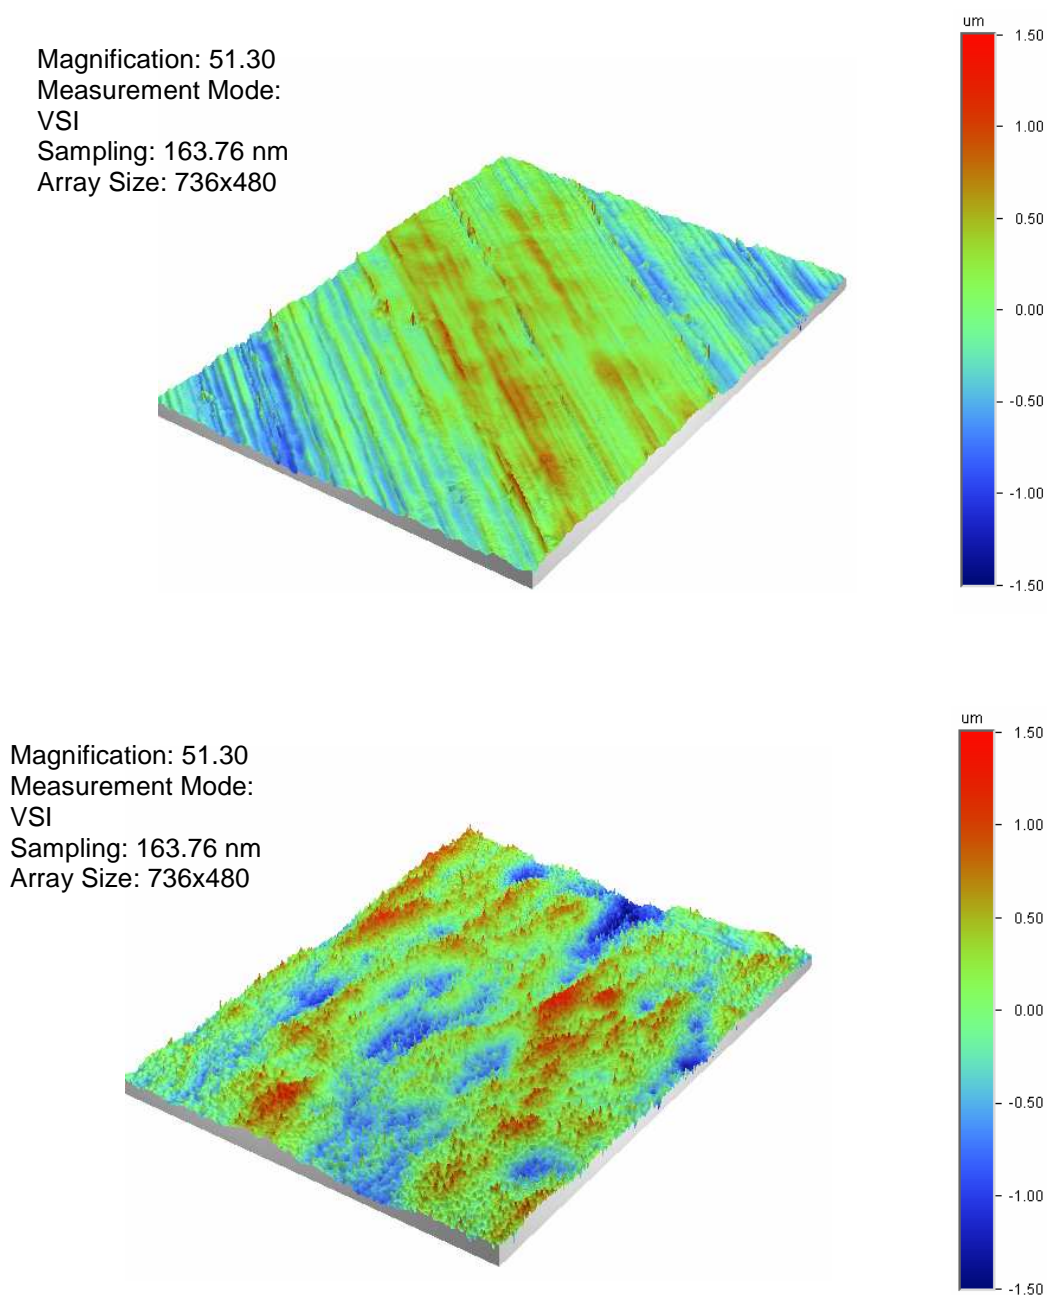 um
1.50
Magnification: 51.30
Measurement Mode:
VSI
Sampling: 163.76 nm
Array Size: 736x480
1.00
0.50
0.00
-0.50
-1.00
-1.50
um
1.50
Magnification: 51.30
Measurement Mode:
VSI
Sampling: 163.76 nm
Array Size: 736x480
1.00
0.50
0.00
-0.50
-1.00
-1.50